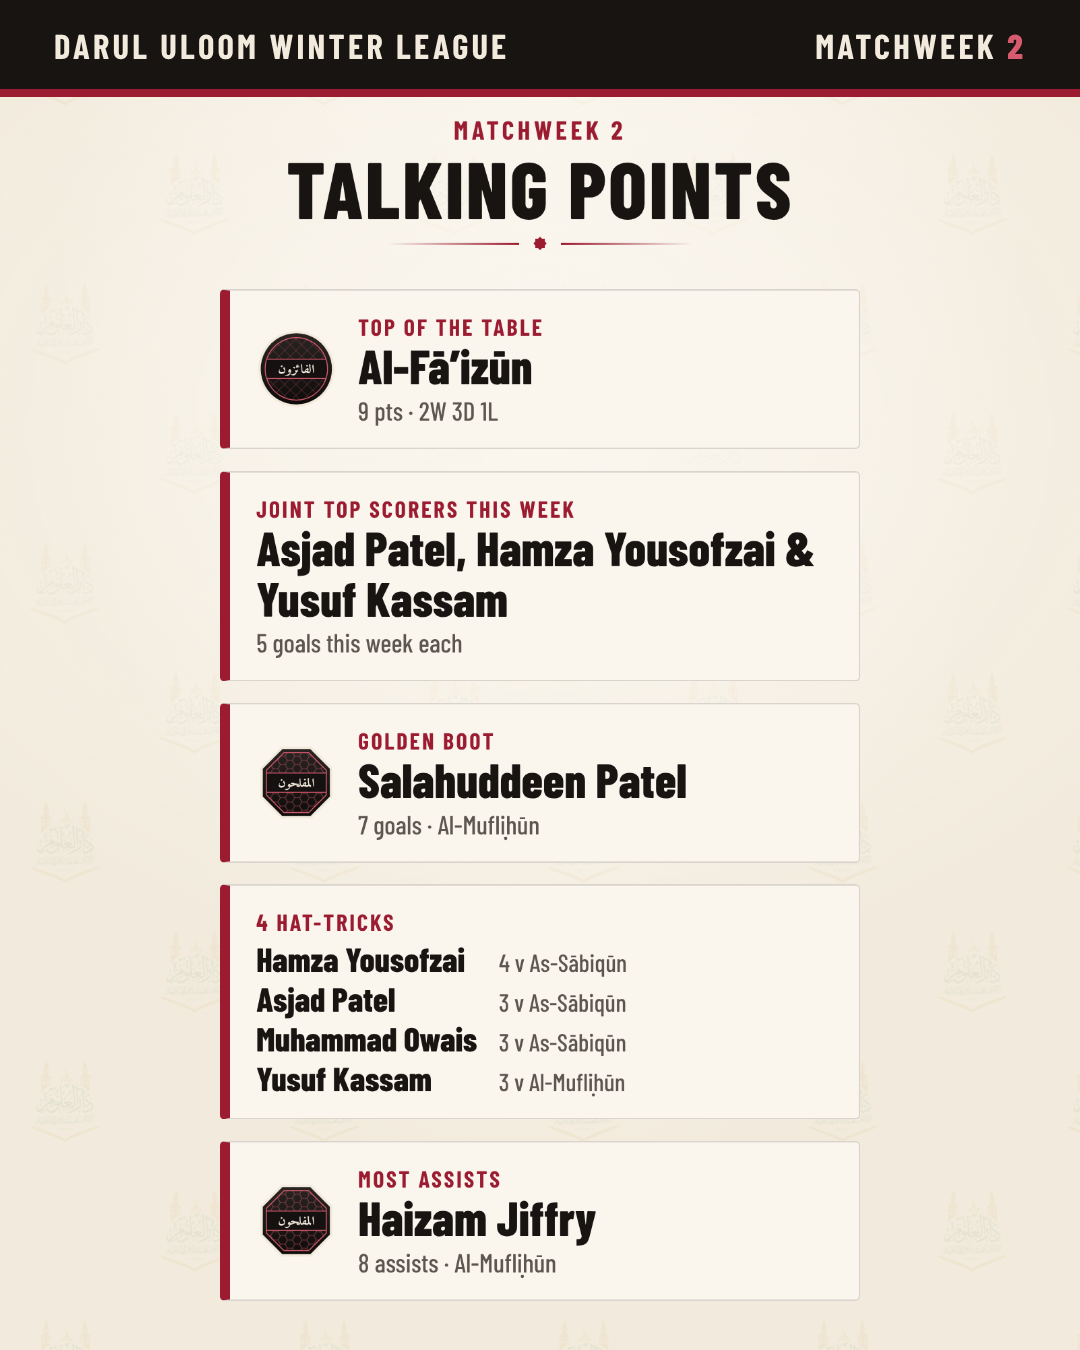 DARUL ULOOM WINTER LEAGUE
MATCHWEEK 2
MATCHWEEK 2
TALKING POINTS
TOP OF THE TABLE
الفائزون
Al-Fā’izūn
9 pts · 2W 3D 1L
JOINT TOP SCORERS THIS WEEK
Asjad Patel, Hamza Yousofzai &
Yusuf Kassam
5 goals this week each
GOLDEN BOOT
المفلحون
Salahuddeen Patel
7 goals · Al-Mufliḥūn
4 HAT-TRICKS
Hamza Yousofzai 4 v As-Sābiqūn
Asjad Patel 3 v As-Sābiqūn
Muhammad Owais 3 v As-Sābiqūn
Yusuf Kassam 3 v Al-Mufliḥūn
MOST ASSISTS
المفلحون
Haizam Jiffry
8 assists · Al-Mufliḥūn